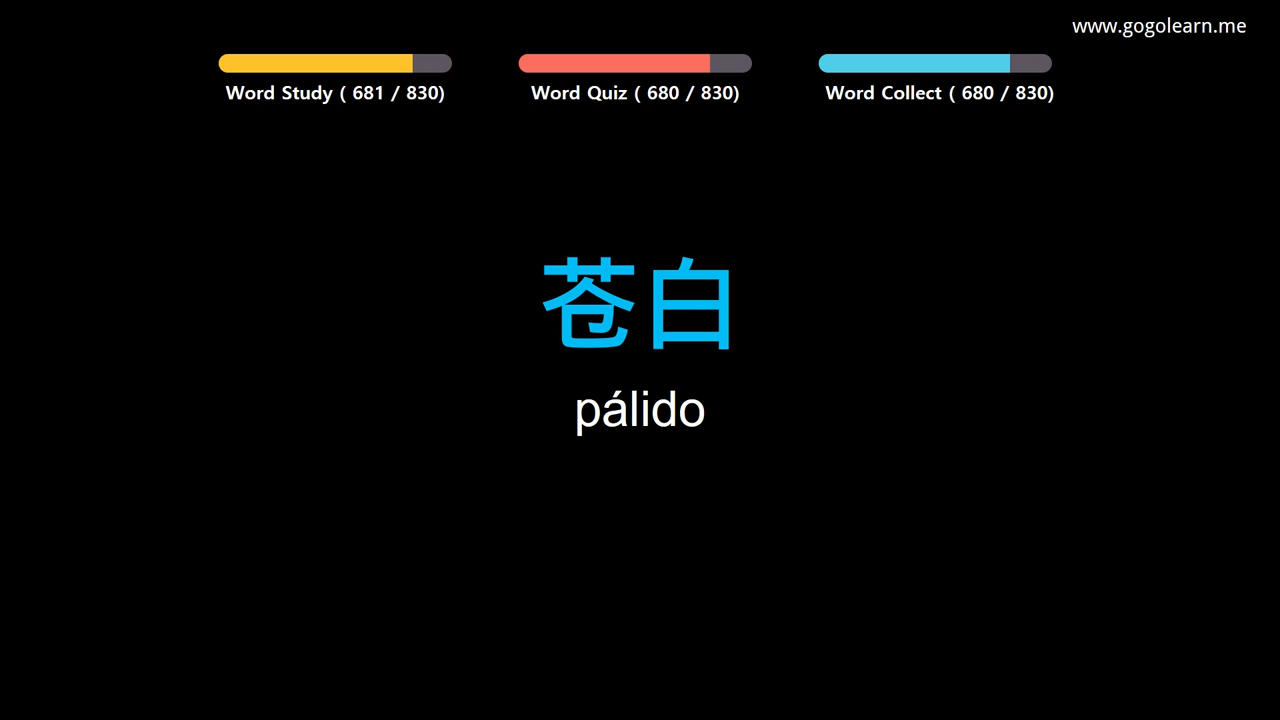 www.gogolearn.me
Word Study ( 681 / 830)
Word Quiz ( 680 / 830)
Word Collect ( 680 / 830)
苍白
pálido